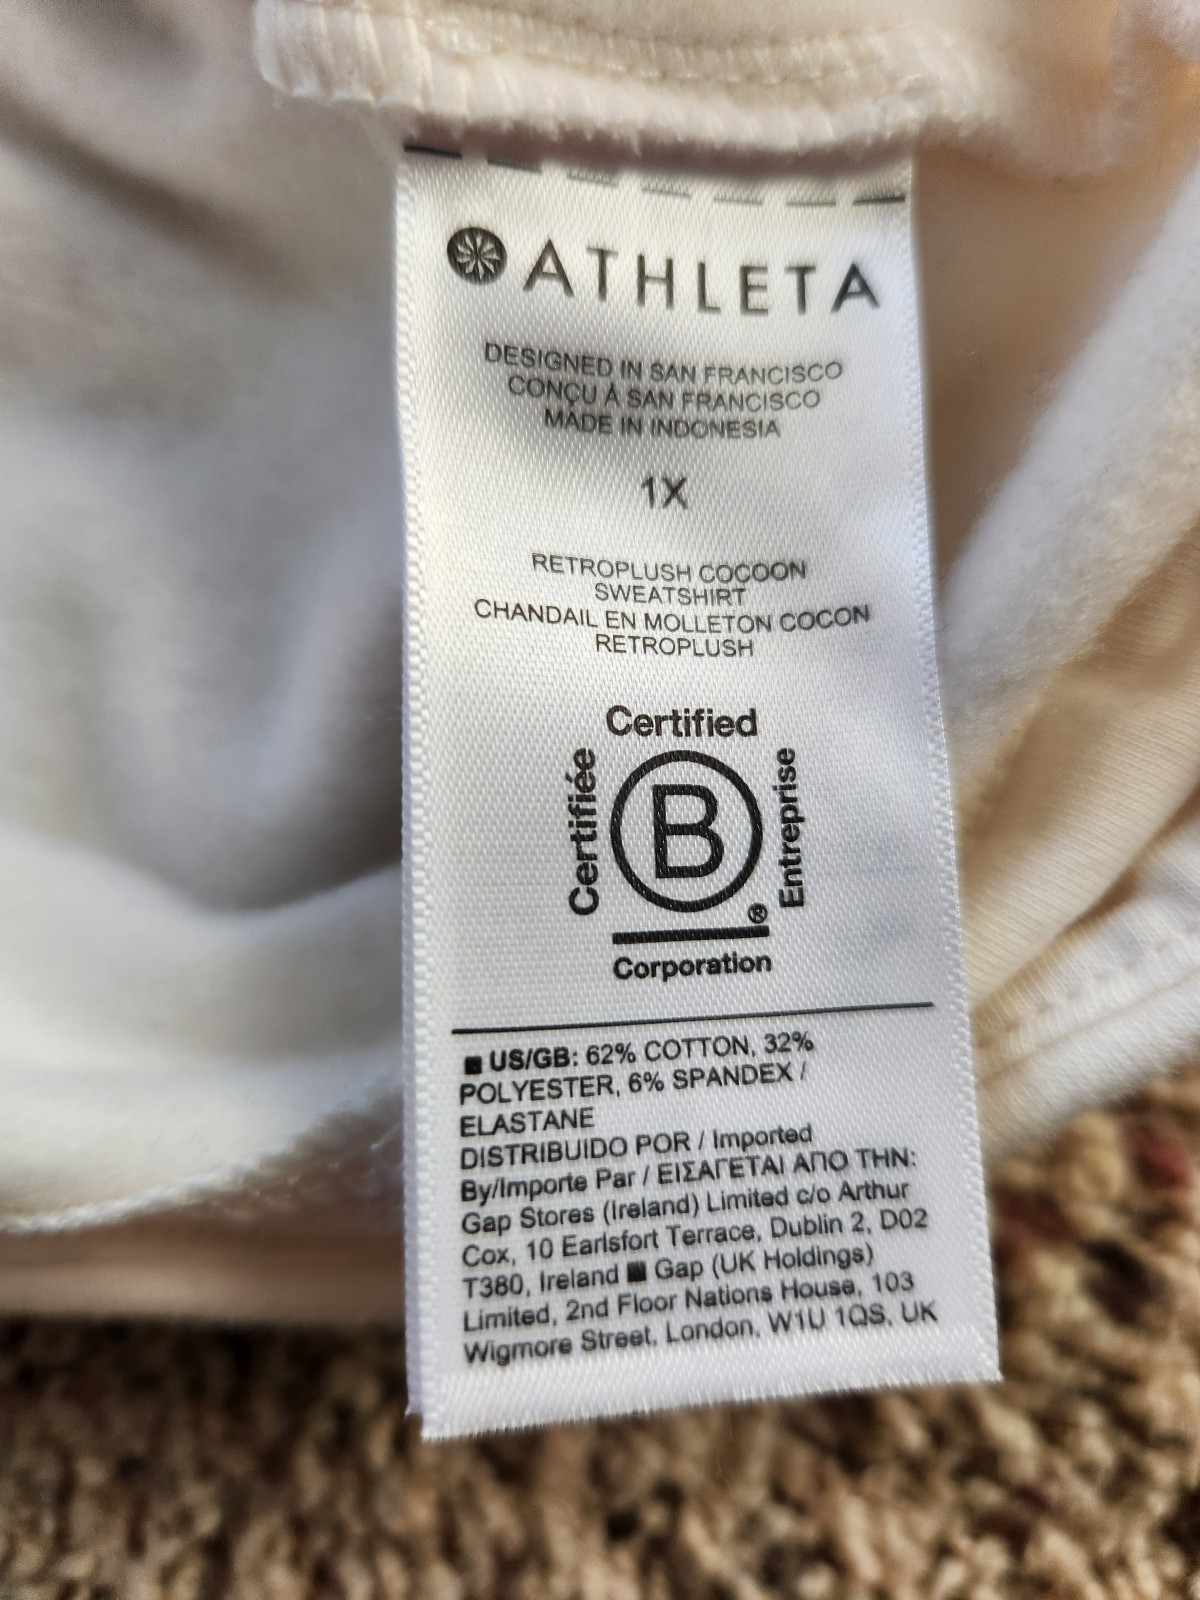 ATHLETA
DESIGNED IN SAN FRANCISCO
CONÇU À SAN FRANCISCO
MADE IN INDONESIA
1X
RETROPLUSH COCOON
SWEATSHIRT
CHANDAIL EN MOLLETON COCON
RETROPLUSH
Certified
Certifiée
B
Entreprise
®
Corporation
US/GB: 62% COTTON, 32%
POLYESTER, 6% SPANDEX /
ELASTANE
DISTRIBUIDO POR / Imported
By/Importe Par / ΕΙΣΑΓΕΤΑΙ ΑΠΟ ΤΗΝ:
Gap Stores (Ireland) Limited c/o Arthur
Cox, 10 Earlsfort Terrace, Dublin 2, D02
T380, Ireland ■ Gap (UK Holdings)
Limited, 2nd Floor Nations House, 103
Wigmore Street, London, W1U 1QS, UK